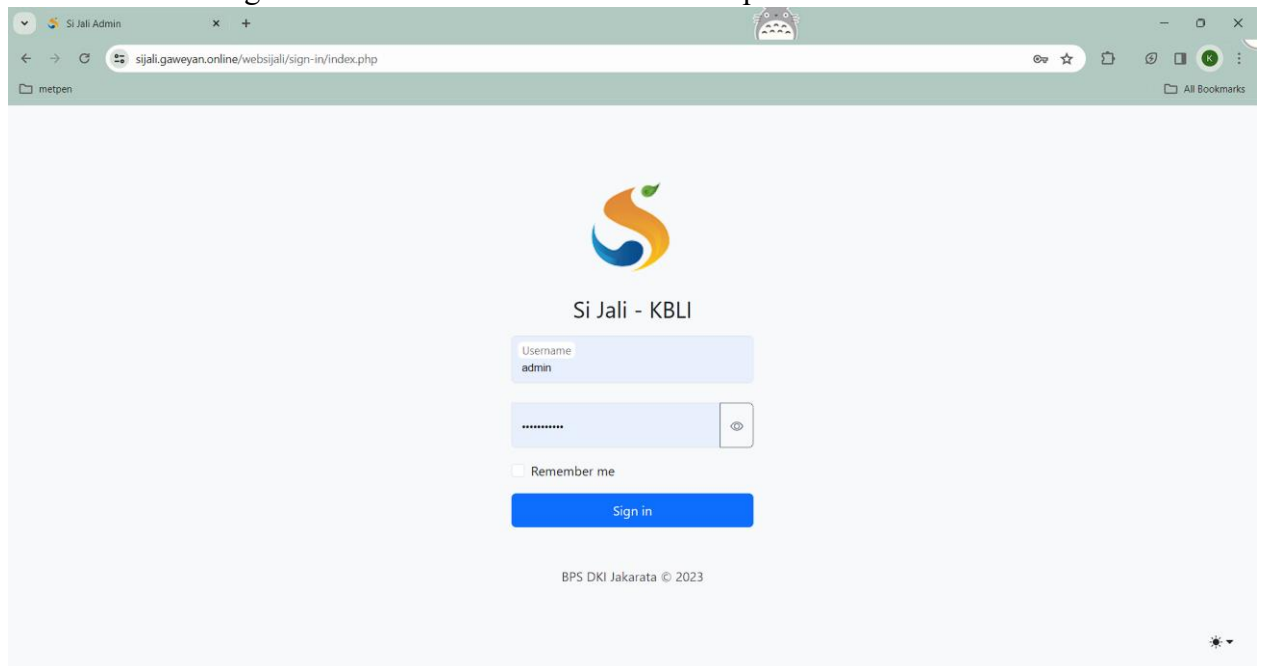 Si Jali Admin
sijali.gaweyan.online/websijali/sign-in/index.php
K
metpen
All Bookmarks
Si Jali - KBLI
Username
admin
•••••••••••
Remember me
Sign in
BPS DKI Jakarata © 2023